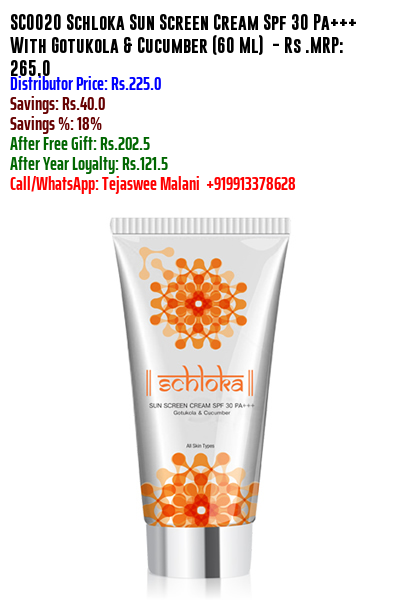 SC0020 Schloka Sun Screen Cream Spf 30 Pa+++
With Gotukola & Cucumber (60 Ml) - Rs .MRP:
265.0
Distributor Price: Rs.225.0
Savings: Rs.40.0
Savings %: 18%
After Free Gift: Rs.202.5
After Year Loyalty: Rs.121.5
Call/WhatsApp: Tejaswee Malani +919913378628
schloka
SUN SCREEN CREAM SPF 30 PA+++
Gotukola & Cucumber
All Skin Types